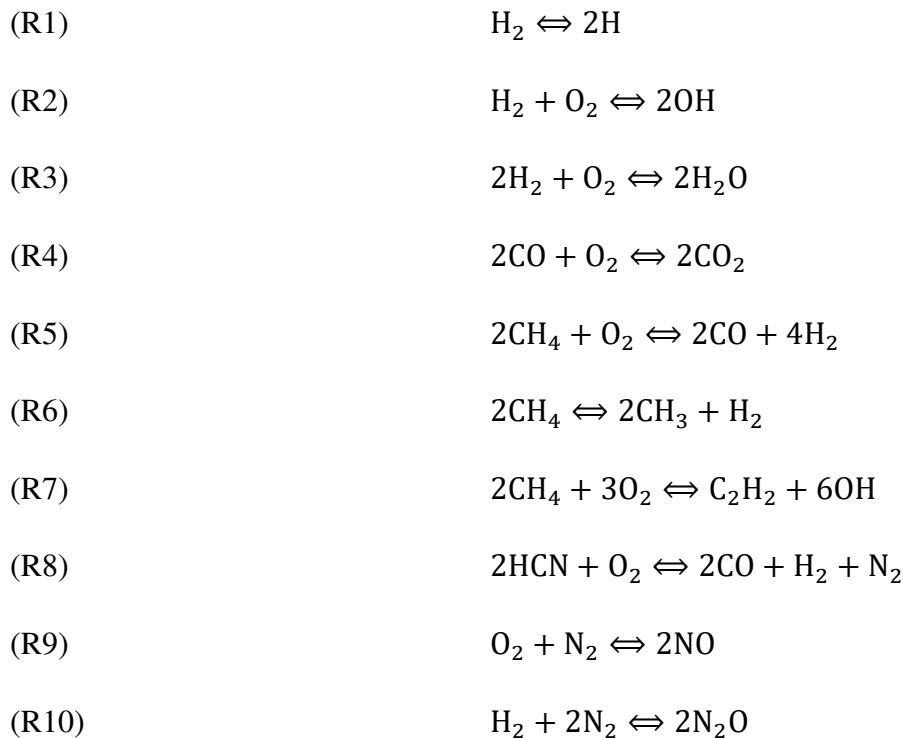 (R1) H₂ ⇔ 2H
(R2) H₂ + O₂ ⇔ 2OH
(R3) 2H₂ + O₂ ⇔ 2H₂O
(R4) 2CO + O₂ ⇔ 2CO₂
(R5) 2CH₄ + O₂ ⇔ 2CO + 4H₂
(R6) 2CH₄ ⇔ 2CH₃ + H₂
(R7) 2CH₄ + 3O₂ ⇔ C₂H₂ + 6OH
(R8) 2HCN + O₂ ⇔ 2CO + H₂ + N₂
(R9) O₂ + N₂ ⇔ 2NO
(R10) H₂ + 2N₂ ⇔ 2N₂O